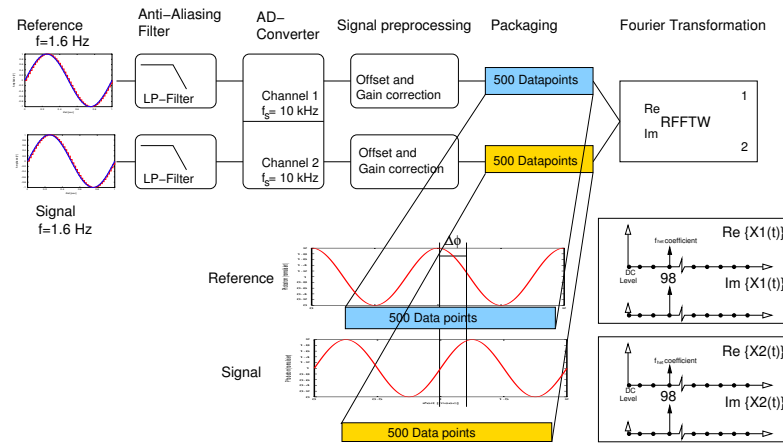 Reference
f=1.6 Hz
Anti−Aliasing
Filter
AD−
Converter
Signal preprocessing
Packaging
Fourier Transformation
LP−Filter
Channel 1
fs= 10 kHz
Offset and
Gain correction
500 Datapoints
1
Re
RFFTW
Im
2
LP−Filter
Channel 2
fs= 10 kHz
Offset and
Gain correction
500 Datapoints
Signal
f=1.6 Hz
Δϕ
Reference
500 Data points
Signal
500 Data points
Re {X1(t)}
coefficient
DC
Level
98
Im {X1(t)}
Re {X2(t)}
coefficient
DC
Level
98
Im {X2(t)}